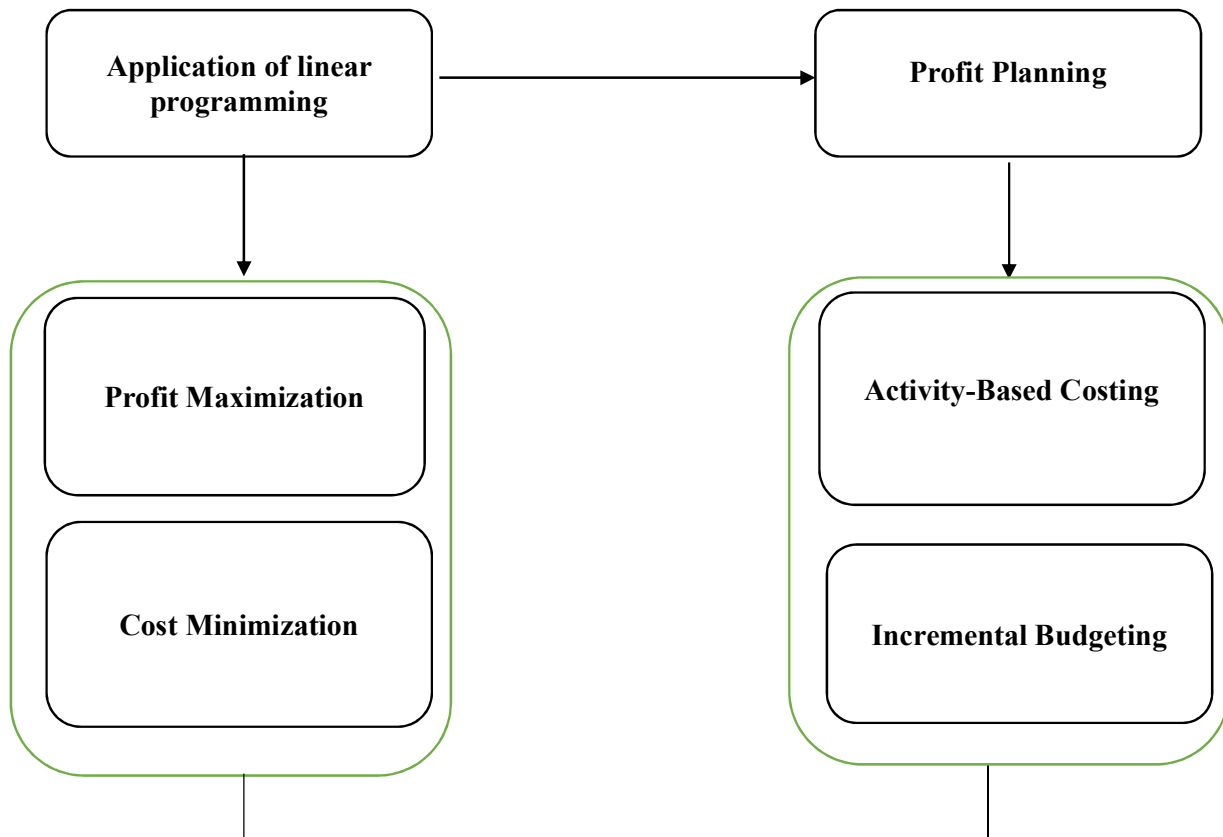 Application of linear
programming
Profit Planning
Profit Maximization
Activity-Based Costing
Cost Minimization
Incremental Budgeting